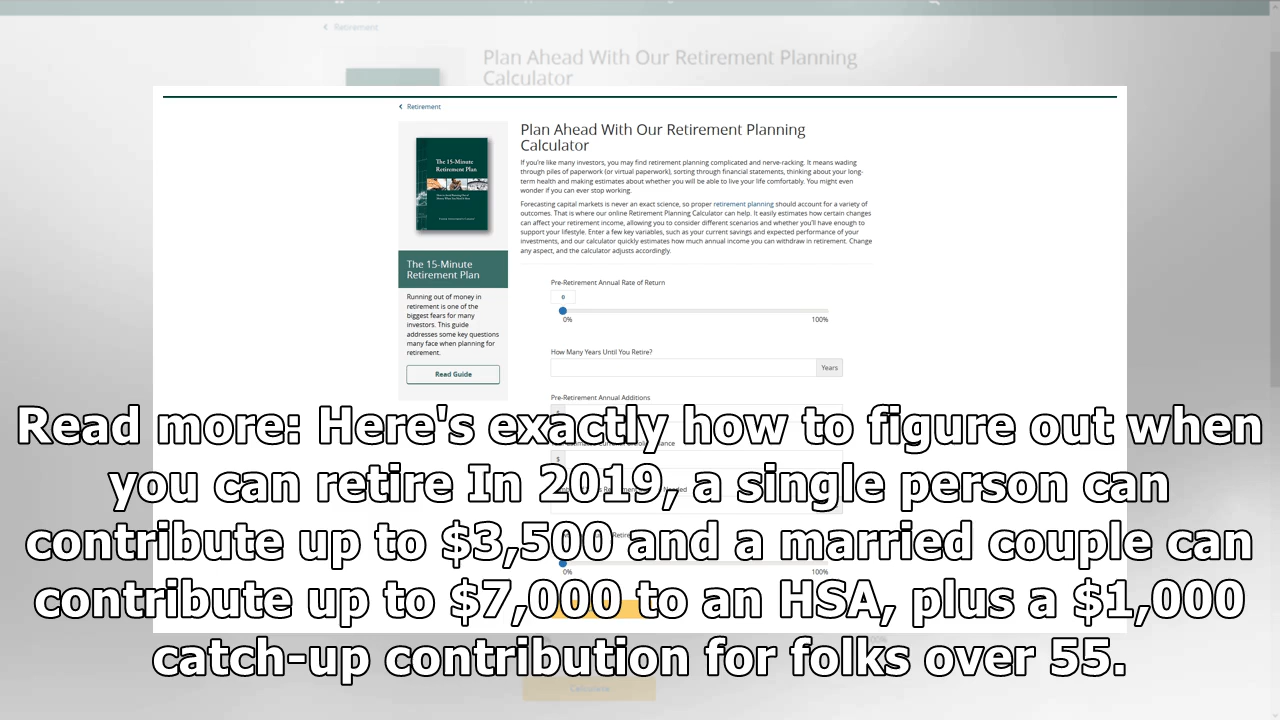 ‹ Retirement
Plan Ahead With Our Retirement Planning
Calculator
‹ Retirement
Plan Ahead With Our Retirement Planning
Calculator
The 15-Minute
Retirement Plan
If you're like many investors, you may find retirement planning complicated and nerve-racking. It means wading
through piles of paperwork (or virtual paperwork), sorting through financial statements, thinking about your long-
term health and making estimates about whether you will be able to live your life comfortably. You might even
wonder if you can ever stop working.
Forecasting capital markets is never an exact science, so proper retirement planning should account for a variety of
outcomes. That is where our online Retirement Planning Calculator can help. It easily estimates how certain changes
can affect your retirement income, allowing you to consider different scenarios and whether you'll have enough to
support your lifestyle. Enter a few key variables, such as your current savings and expected performance of your
investments, and our calculator quickly estimates how much annual income you can withdraw in retirement. Change
any aspect, and the calculator adjusts accordingly.
The 15-Minute
Retirement Plan
Running out of money in
retirement is one of the
biggest fears for many
investors. This guide
addresses some key questions
many face when planning for
retirement.
Read Guide
Pre-Retirement Annual Rate of Return
0
0% 100%
How Many Years Until You Retire?
Years
Pre-Retirement Annual Additions
$
Read more: Here's exactly how to figure out when
you can retire In 2019, a single person can
contribute up to $3,500 and a married couple can
contribute up to $7,000 to an HSA, plus a $1,000
catch-up contribution for folks over 55.
0% 100%
Calculate